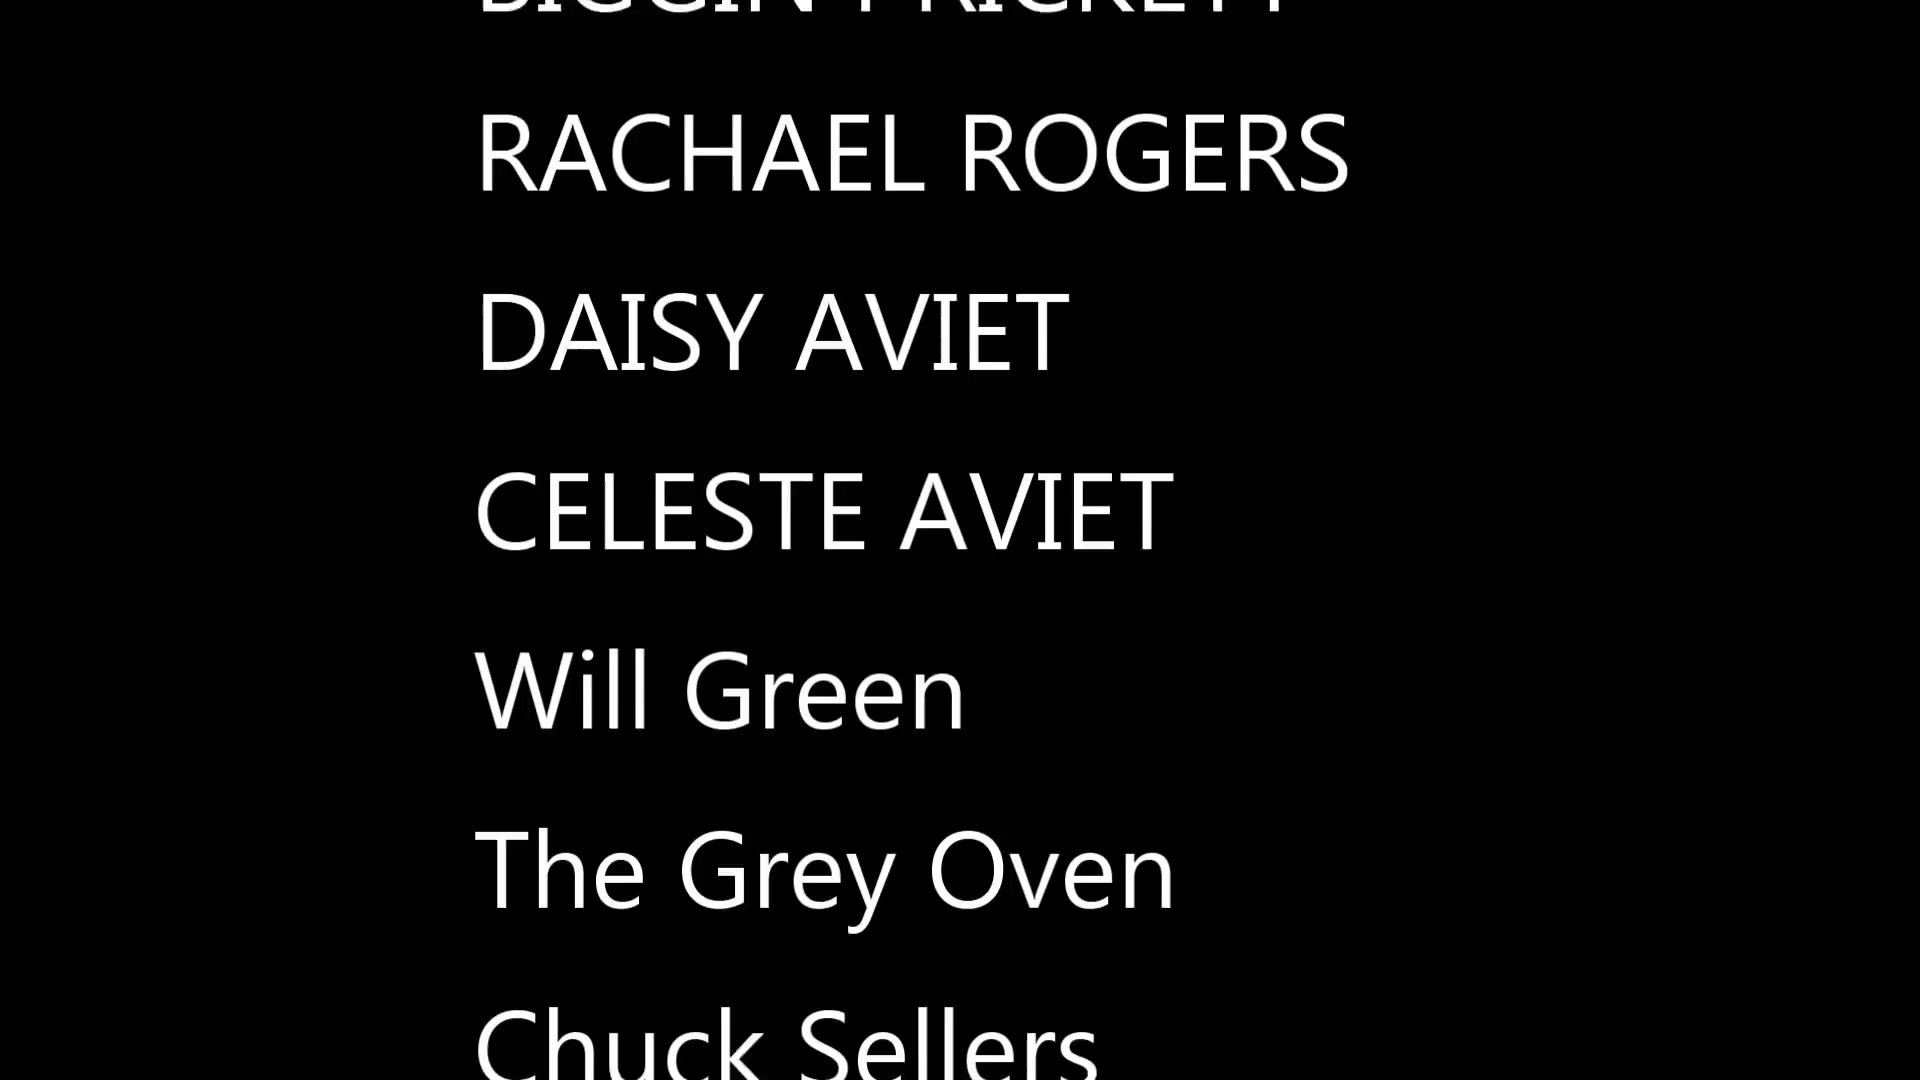 RACHAEL ROGERS
DAISY AVIET
CELESTE AVIET
Will Green
The Grey Oven
Chuck Sellers